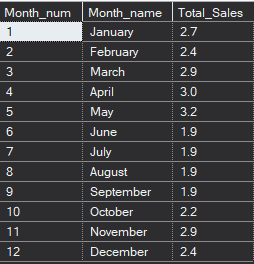 Month_num Month_name Total_Sales
1 January 2.7
2 February 2.4
3 March 2.9
4 April 3.0
5 May 3.2
6 June 1.9
7 July 1.9
8 August 1.9
9 September 1.9
10 October 2.2
11 November 2.9
12 December 2.4